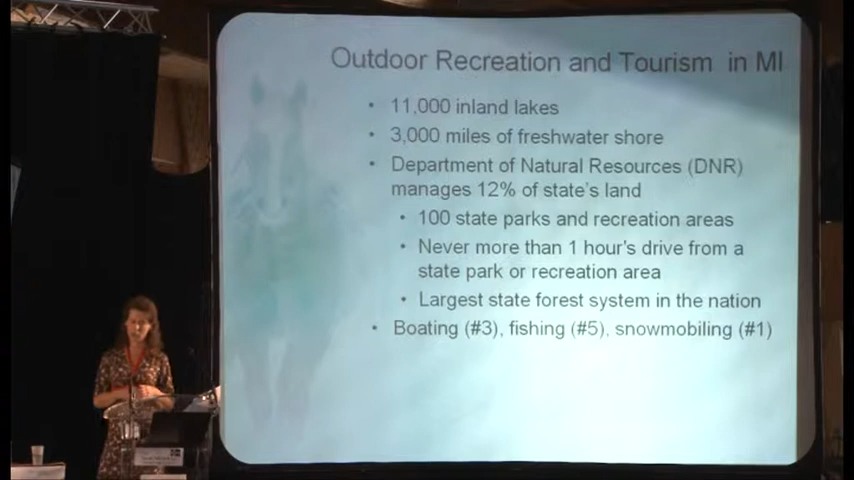 Outdoor Recreation and Tourism in MI
• 11,000 inland lakes
• 3,000 miles of freshwater shore
• Department of Natural Resources (DNR)
manages 12% of state's land
• 100 state parks and recreation areas
• Never more than 1 hour's drive from a
state park or recreation area
• Largest state forest system in the nation
• Boating (#3), fishing (#5), snowmobiling (#1)